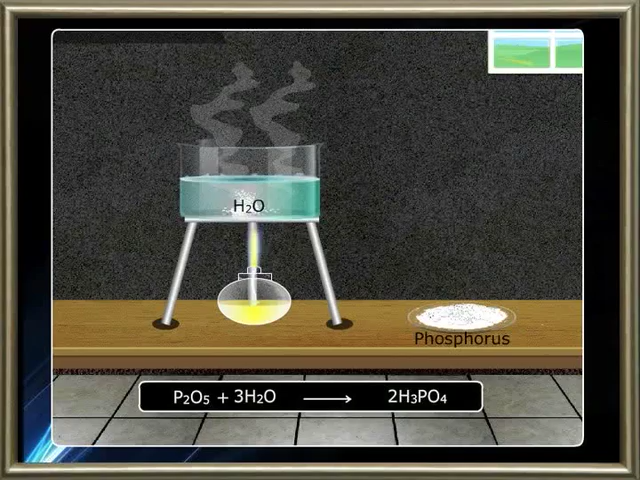 H₂O
Phosphorus
P₂O₅ + 3H₂O ⟶ 2H₃PO₄